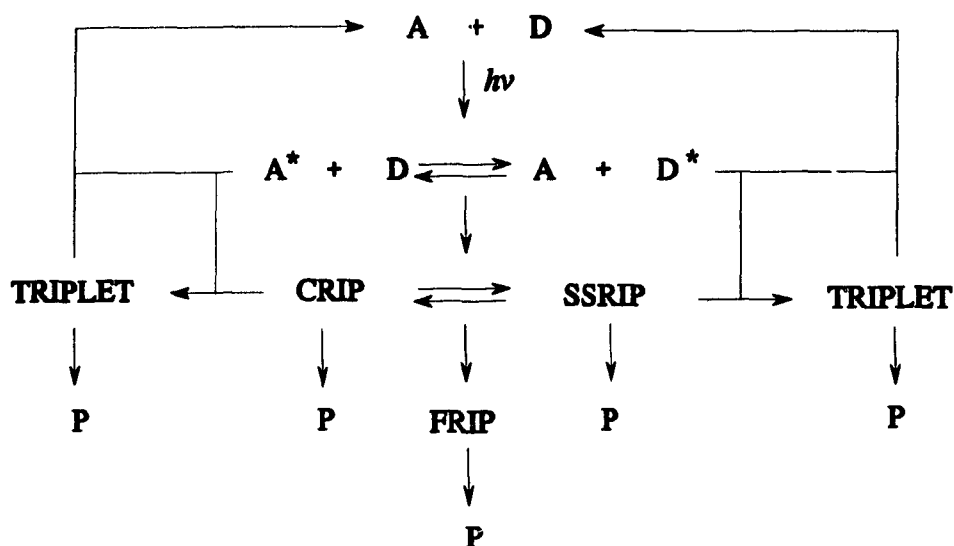 A + D
hν
A* + D A + D*
TRIPLET CRIP SSRIP TRIPLET
P P FRIP P P
P